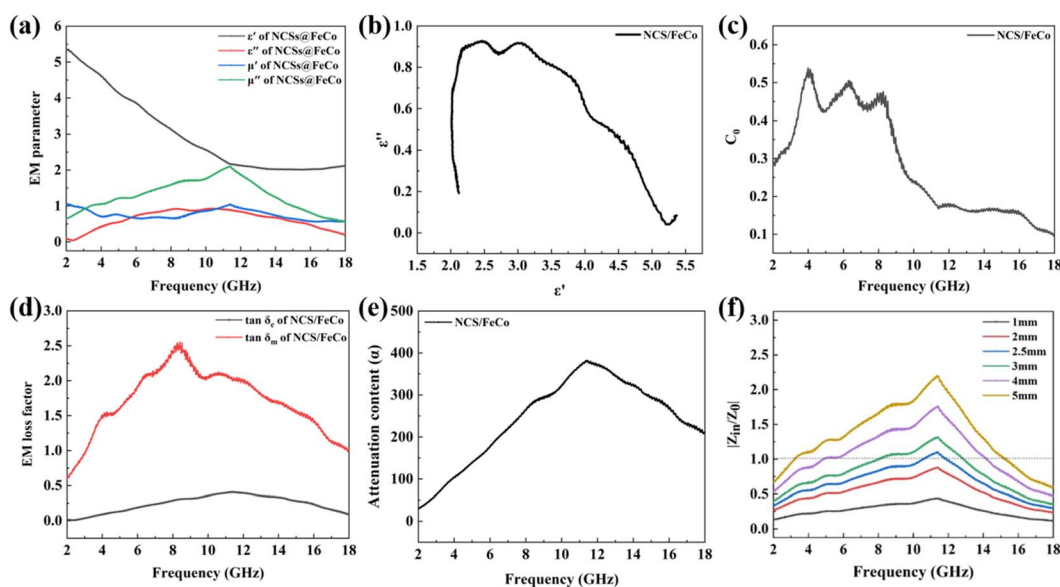 (a)
ε′ of NCSs@FeCo
ε″ of NCSs@FeCo
μ′ of NCSs@FeCo
μ″ of NCSs@FeCo
EM parameter
6
5
4
3
2
1
0
2 4 6 8 10 12 14 16 18
Frequency (GHz)
(b)
NCS/FeCo
ε''
1.0
0.8
0.6
0.4
0.2
0.0
1.5 2.0 2.5 3.0 3.5 4.0 4.5 5.0 5.5
ε'
(c)
NCS/FeCo
C0
0.6
0.5
0.4
0.3
0.2
0.1
2 4 6 8 10 12 14 16 18
Frequency (GHz)
(d)
tan δe of NCS/FeCo
tan δm of NCS/FeCo
EM loss factor
3.0
2.5
2.0
1.5
1.0
0.5
0.0
2 4 6 8 10 12 14 16 18
Frequency (GHz)
(e)
NCS/FeCo
Attenuation content (α)
500
400
300
200
100
0
2 4 6 8 10 12 14 16 18
Frequency (GHz)
(f)
1mm
2mm
2.5mm
3mm
4mm
5mm
|Zin/Z0|
3.0
2.5
2.0
1.5
1.0
0.5
0.0
2 4 6 8 10 12 14 16 18
Frequency (GHz)